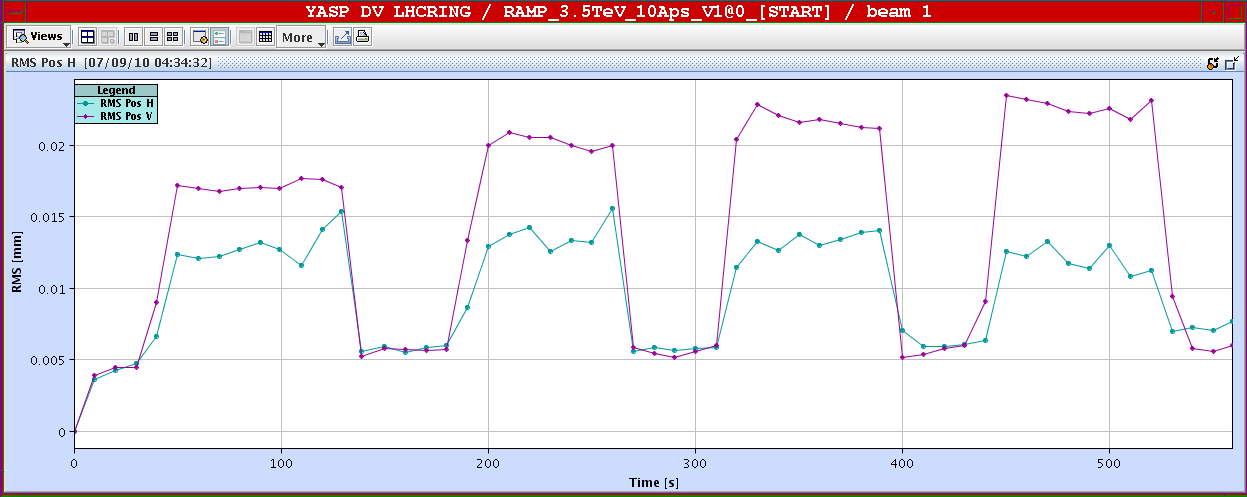 YASP DV LHCRING / RAMP_3.5TeV_10Aps_V1@0_[START] / beam 1
Views More
RMS Pos H [07/09/10 04:34:32]
Legend
RMS Pos H
RMS Pos V
0.02
0.015
0.01
0.005
0
RMS [mm]
0 100 200 300 400 500
Time [s]